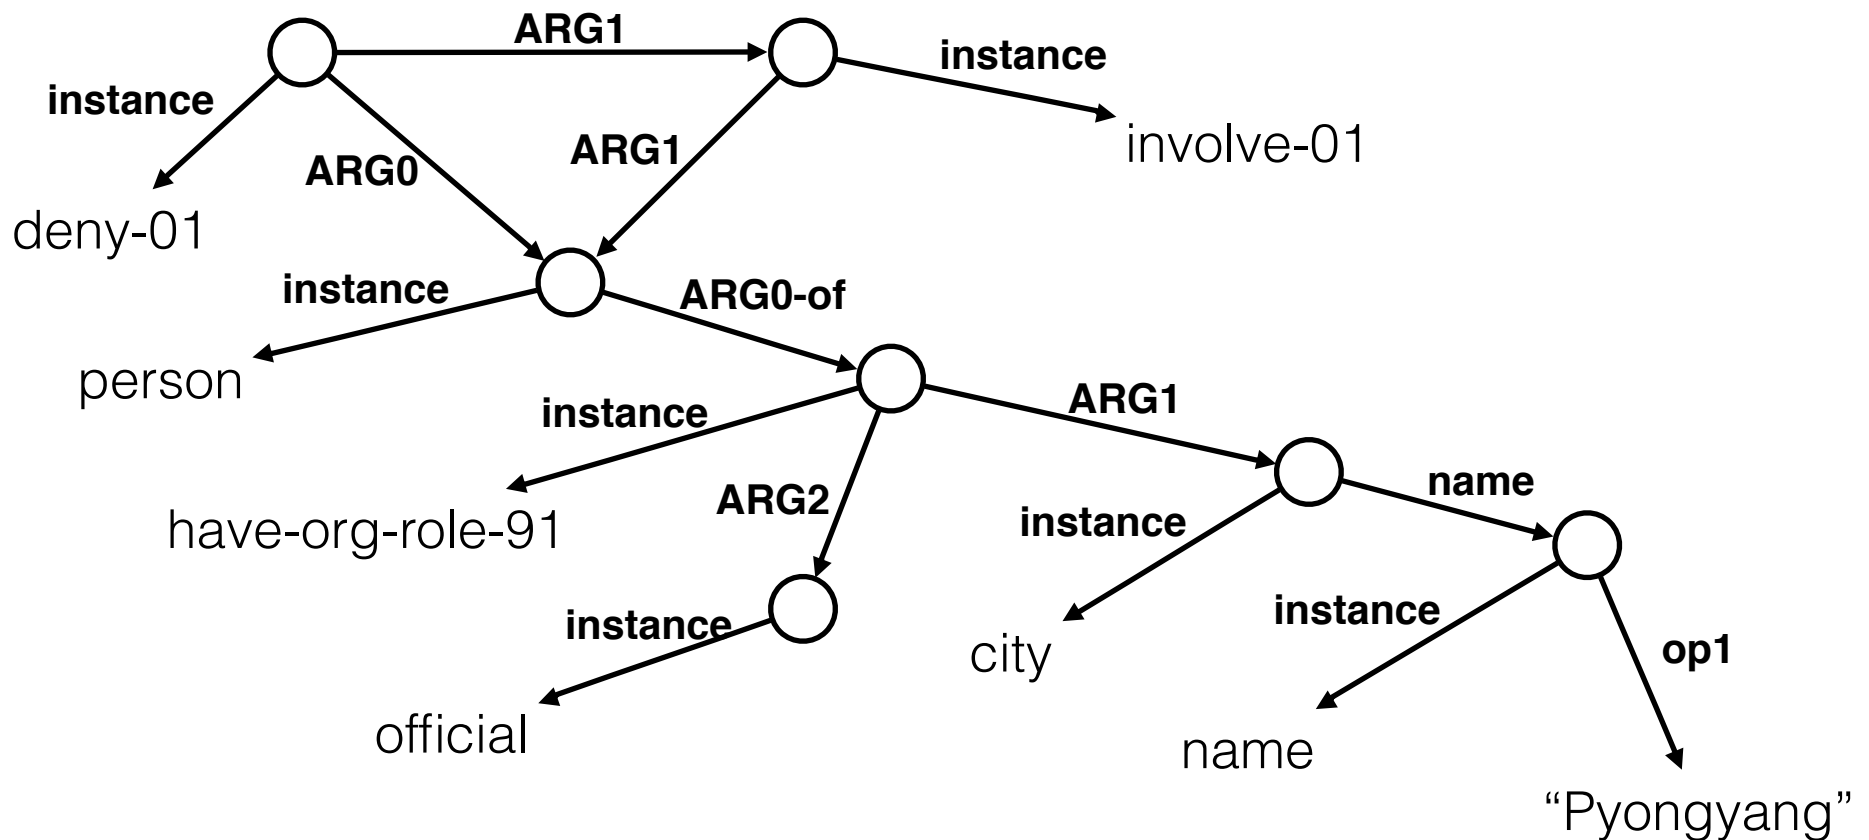 ARG1
instance
instance
ARG1
involve-01
ARG0
deny-01
instance
ARG0-of
person
instance
ARG1
ARG2
name
instance
have-org-role-91
instance
instance
op1
city
official
name
“Pyongyang”